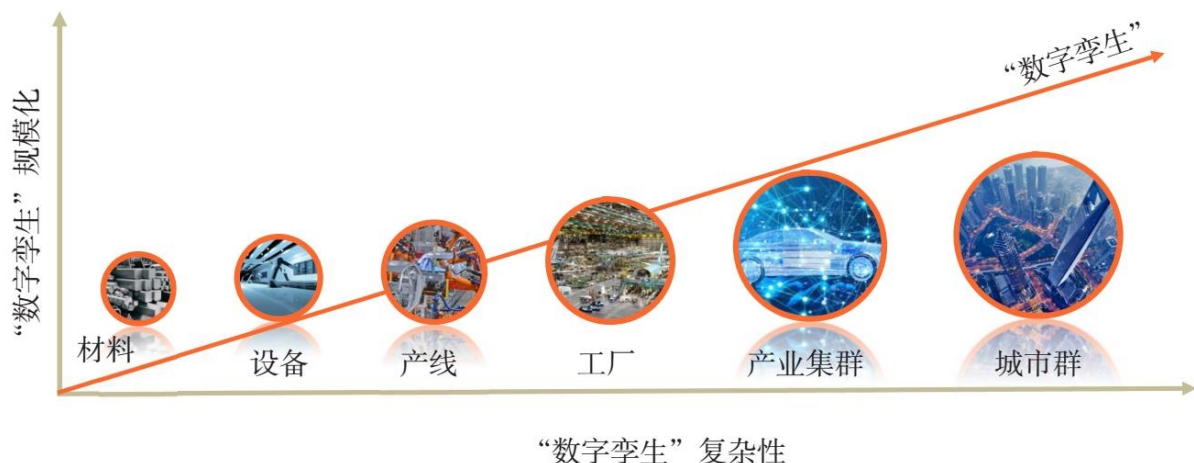 “数字孪生”
“数字孪生”规模化
材料
设备
产线
工厂
产业集群
城市群
“数字孪生”复杂性